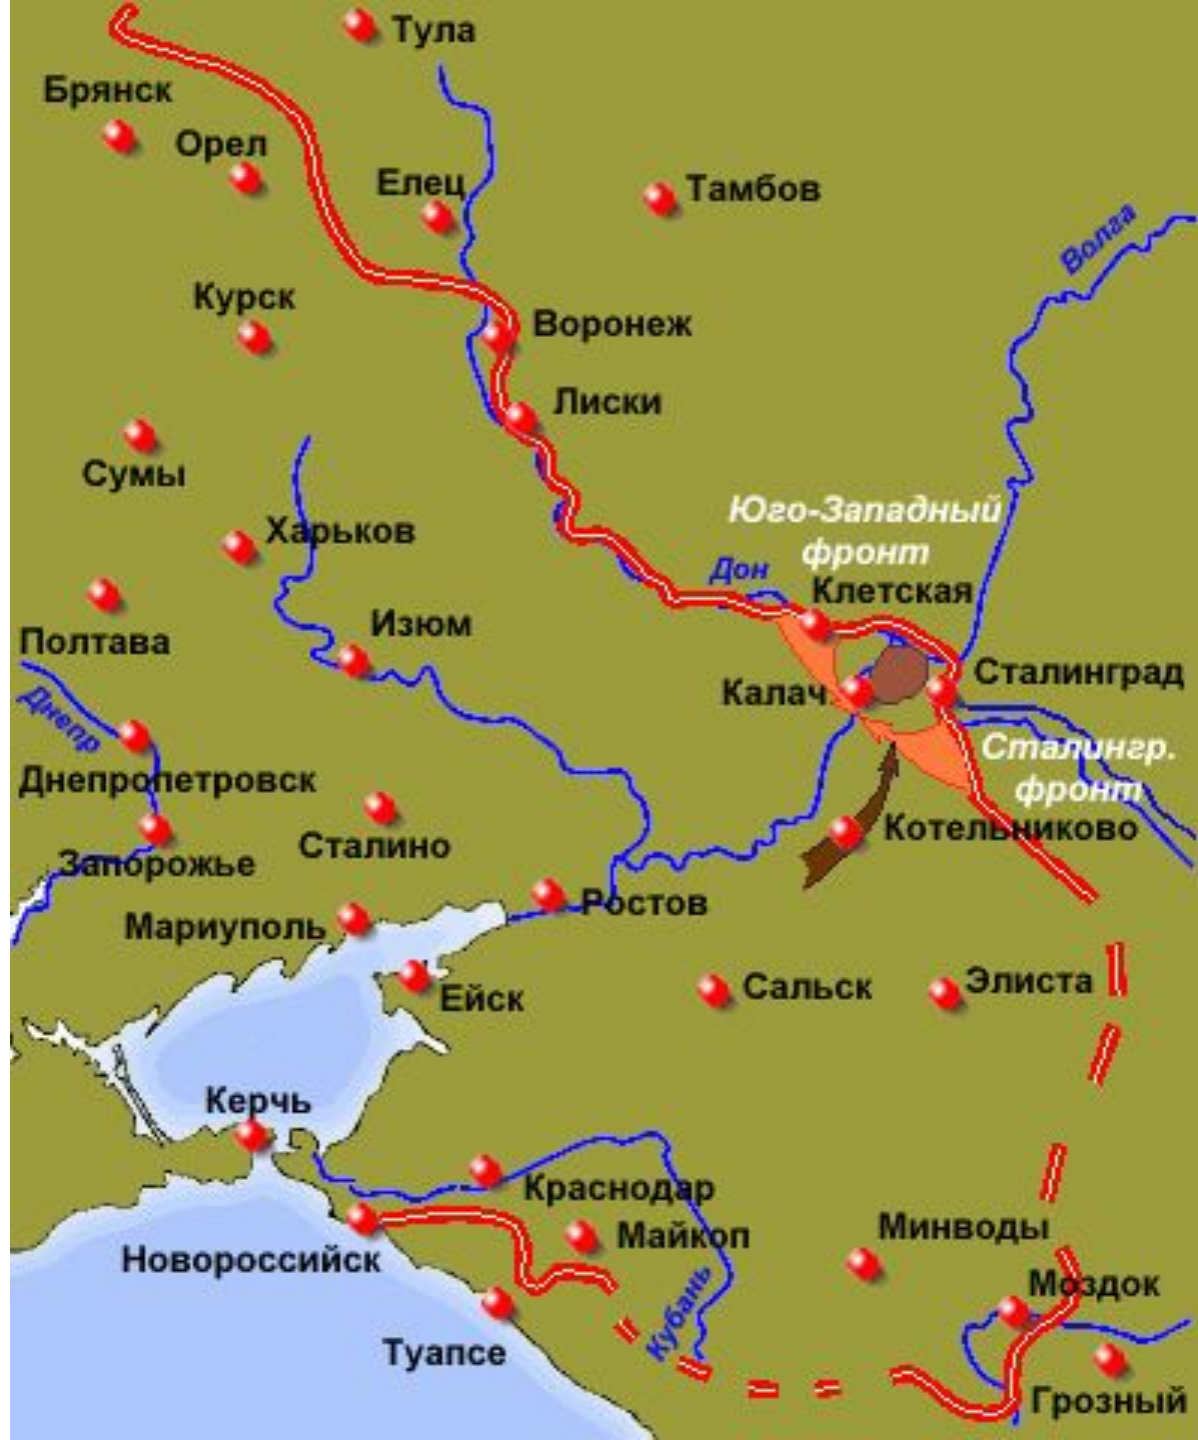 Тула
Брянск
Орел
Елец
Тамбов
Волга
Курск
Воронеж
Лиски
Сумы
Юго-Западный
фронт
Харьков
Дон
Клетская
Полтава
Изюм
Сталинград
Калач
Днепр
Сталингр.
фронт
Днепропетровск
Котельниково
Сталино
Запорожье
Ростов
Мариуполь
Элиста
Сальск
Ейск
Керчь
Краснодар
Минводы
Майкоп
Новороссийск
Моздок
Кубань
Туапсе
Грозный